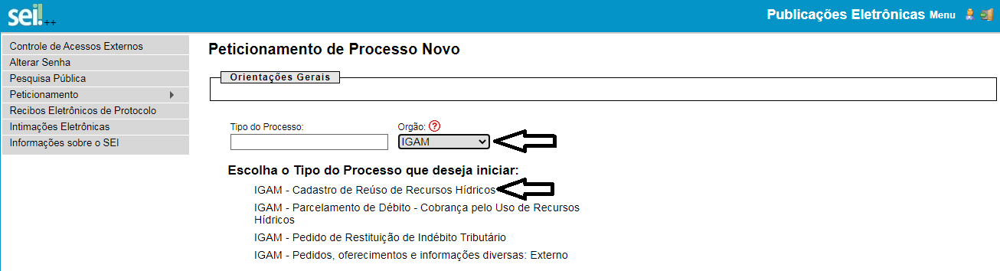 sei! ++
Publicações Eletrônicas Menu
Controle de Acessos Externos
Alterar Senha
Pesquisa Pública
Peticionamento
Recibos Eletrônicos de Protocolo
Intimações Eletrônicas
Informações sobre o SEI
Peticionamento de Processo Novo
Orientações Gerais
Tipo do Processo:
Orgão: ?
IGAM
Escolha o Tipo do Processo que deseja iniciar:
IGAM - Cadastro de Reúso de Recursos Hídricos
IGAM - Parcelamento de Débito - Cobrança pelo Uso de Recursos
Hídricos
IGAM - Pedido de Restituição de Indébito Tributário
IGAM - Pedidos, oferecimentos e informações diversas: Externo